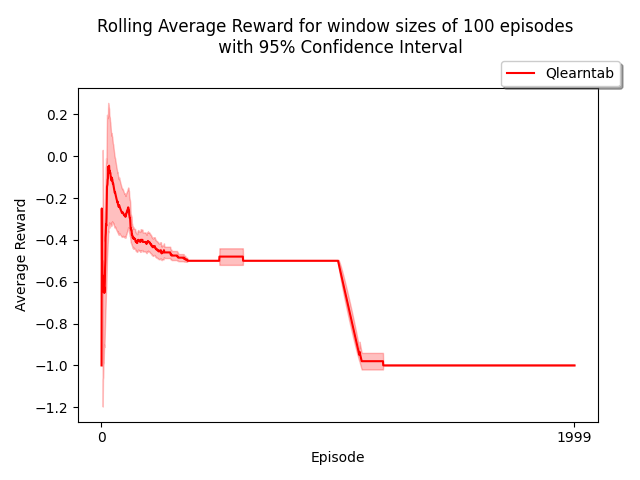 Rolling Average Reward for window sizes of 100 episodes
with 95% Confidence Interval
Qlearntab
Average Reward
0.2
0.0
−0.2
−0.4
−0.6
−0.8
−1.0
−1.2
0
1999
Episode